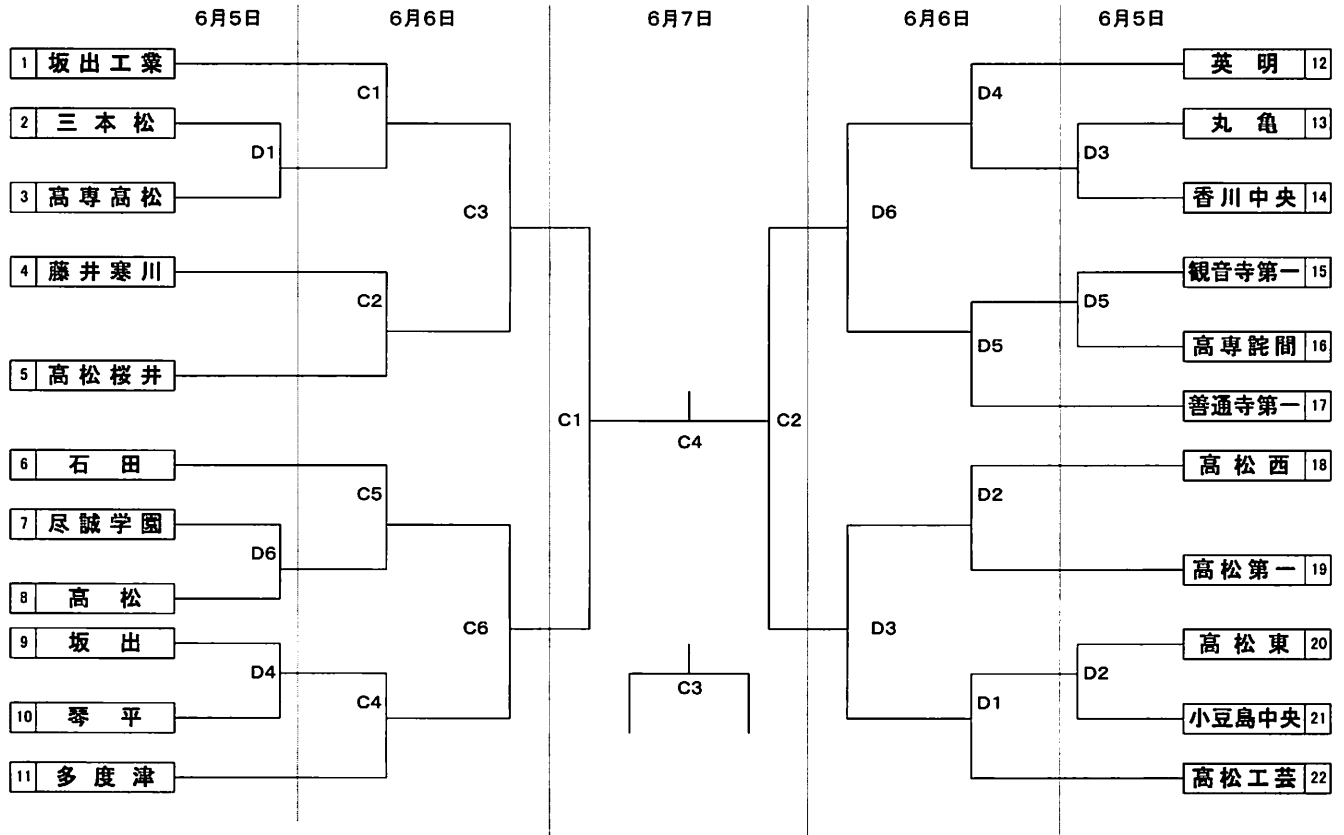 6月5日 6月6日 6月7日 6月6日 6月5日
1 坂出工業
2 三本松
3 高専高松
4 藤井寒川
5 高松桜井
6 石田
7 尽誠学園
8 高松
9 坂出
10 琴平
11 多度津
C1
D1
C3
C2
C5
D6
C6
D4
C4
C1
C4
C2
C3
D4
D3
D6
D5
D5
D2
D3
D2
D1
英明 12
丸亀 13
香川中央 14
観音寺第一 15
高専詫間 16
善通寺第一 17
高松西 18
高松第一 19
高松東 20
小豆島中央 21
高松工芸 22